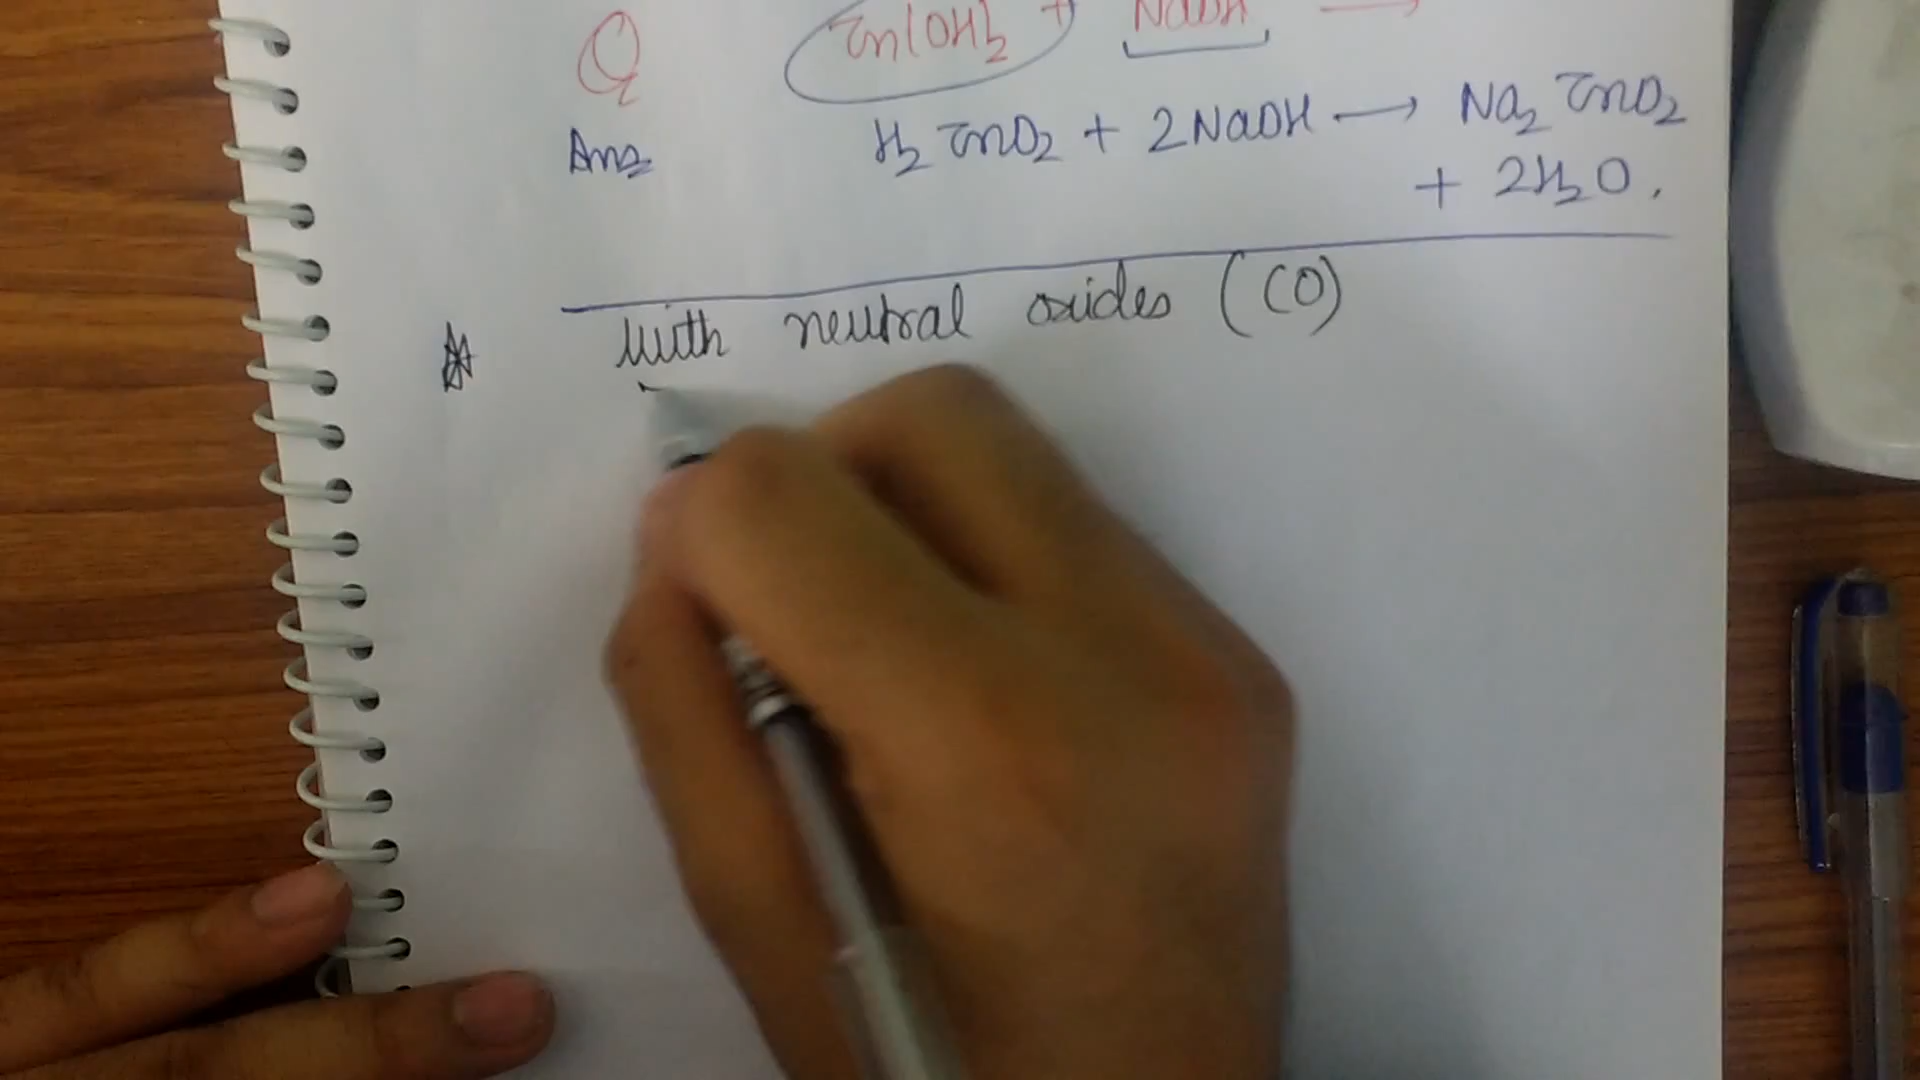 Q Zn(OH)2 + NaOH →
Ans H2ZnO2 + 2NaOH → Na2ZnO2
+ 2H2O.
With neutral oxides (CO)